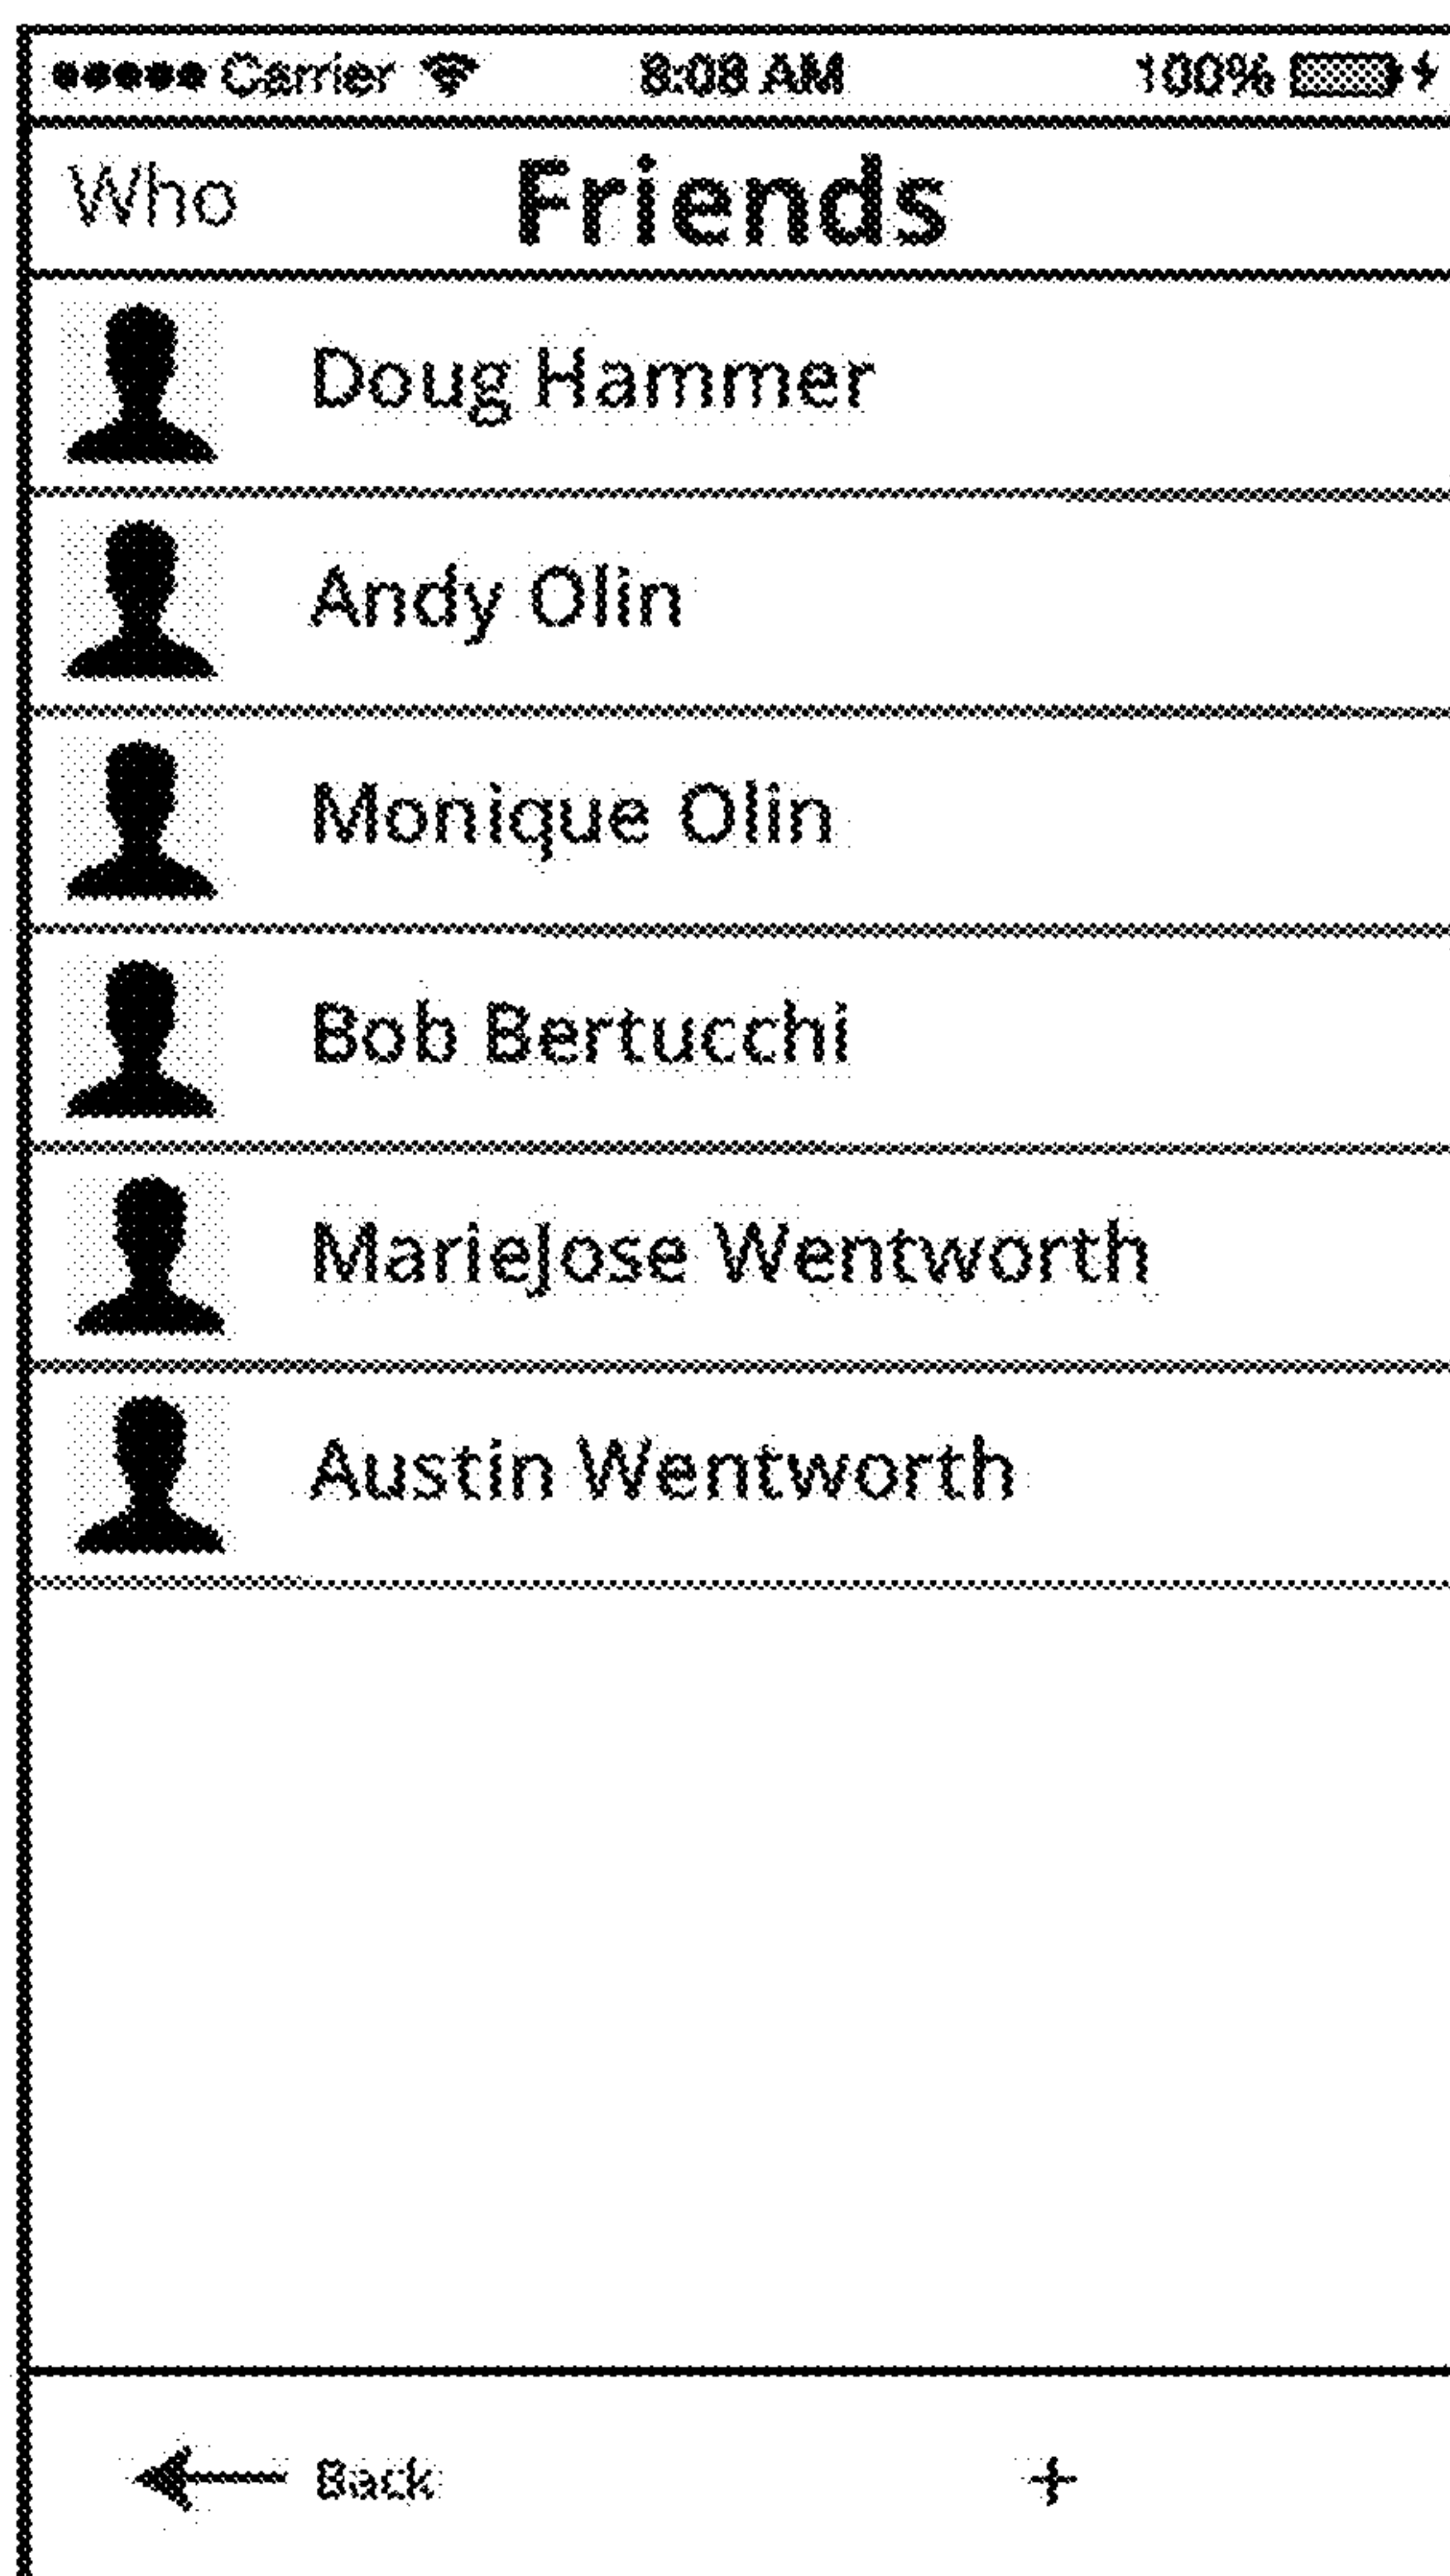 Carrier 8:08 AM 100%
Who Friends
Doug Hammer
Andy Olin
Monique Olin
Bob Bertucchi
MarieJose Wentworth
Austin Wentworth
Back +